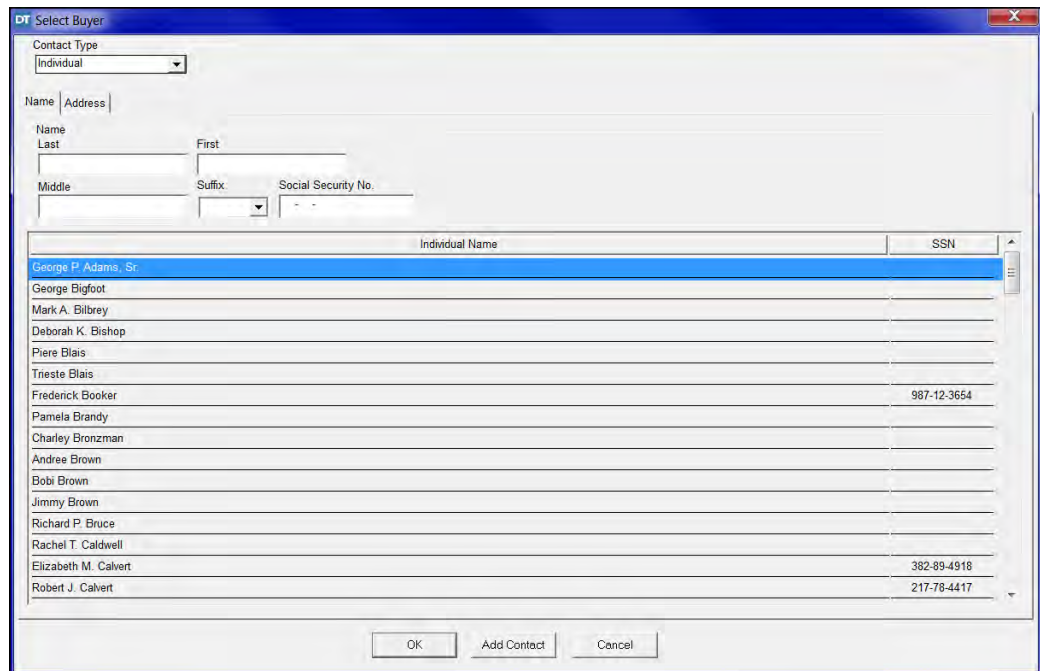 DT Select Buyer X
Contact Type
Individual
Name Address
Name
Last First
Middle Suffix Social Security No.
- -
Individual Name SSN
George P. Adams, Sr.
George Bigfoot
Mark A. Bilbrey
Deborah K. Bishop
Piere Blais
Trieste Blais
Frederick Booker 987-12-3654
Pamela Brandy
Charley Bronzman
Andree Brown
Bobi Brown
Jimmy Brown
Richard P. Bruce
Rachel T. Caldwell
Elizabeth M. Calvert 382-89-4918
Robert J. Calvert 217-78-4417
OK Add Contact Cancel